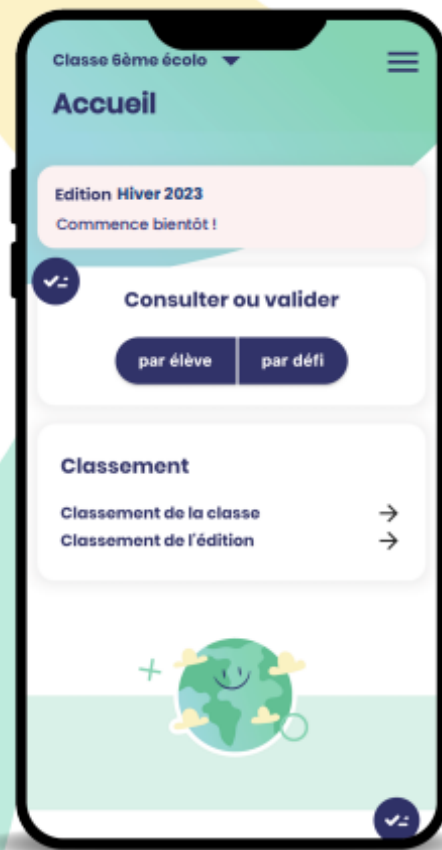 Classe 6ème écolo
Accueil
Edition Hiver 2023
Commence bientôt !
Consulter ou valider
par élève par défi
Classement
Classement de la classe
Classement de l'édition